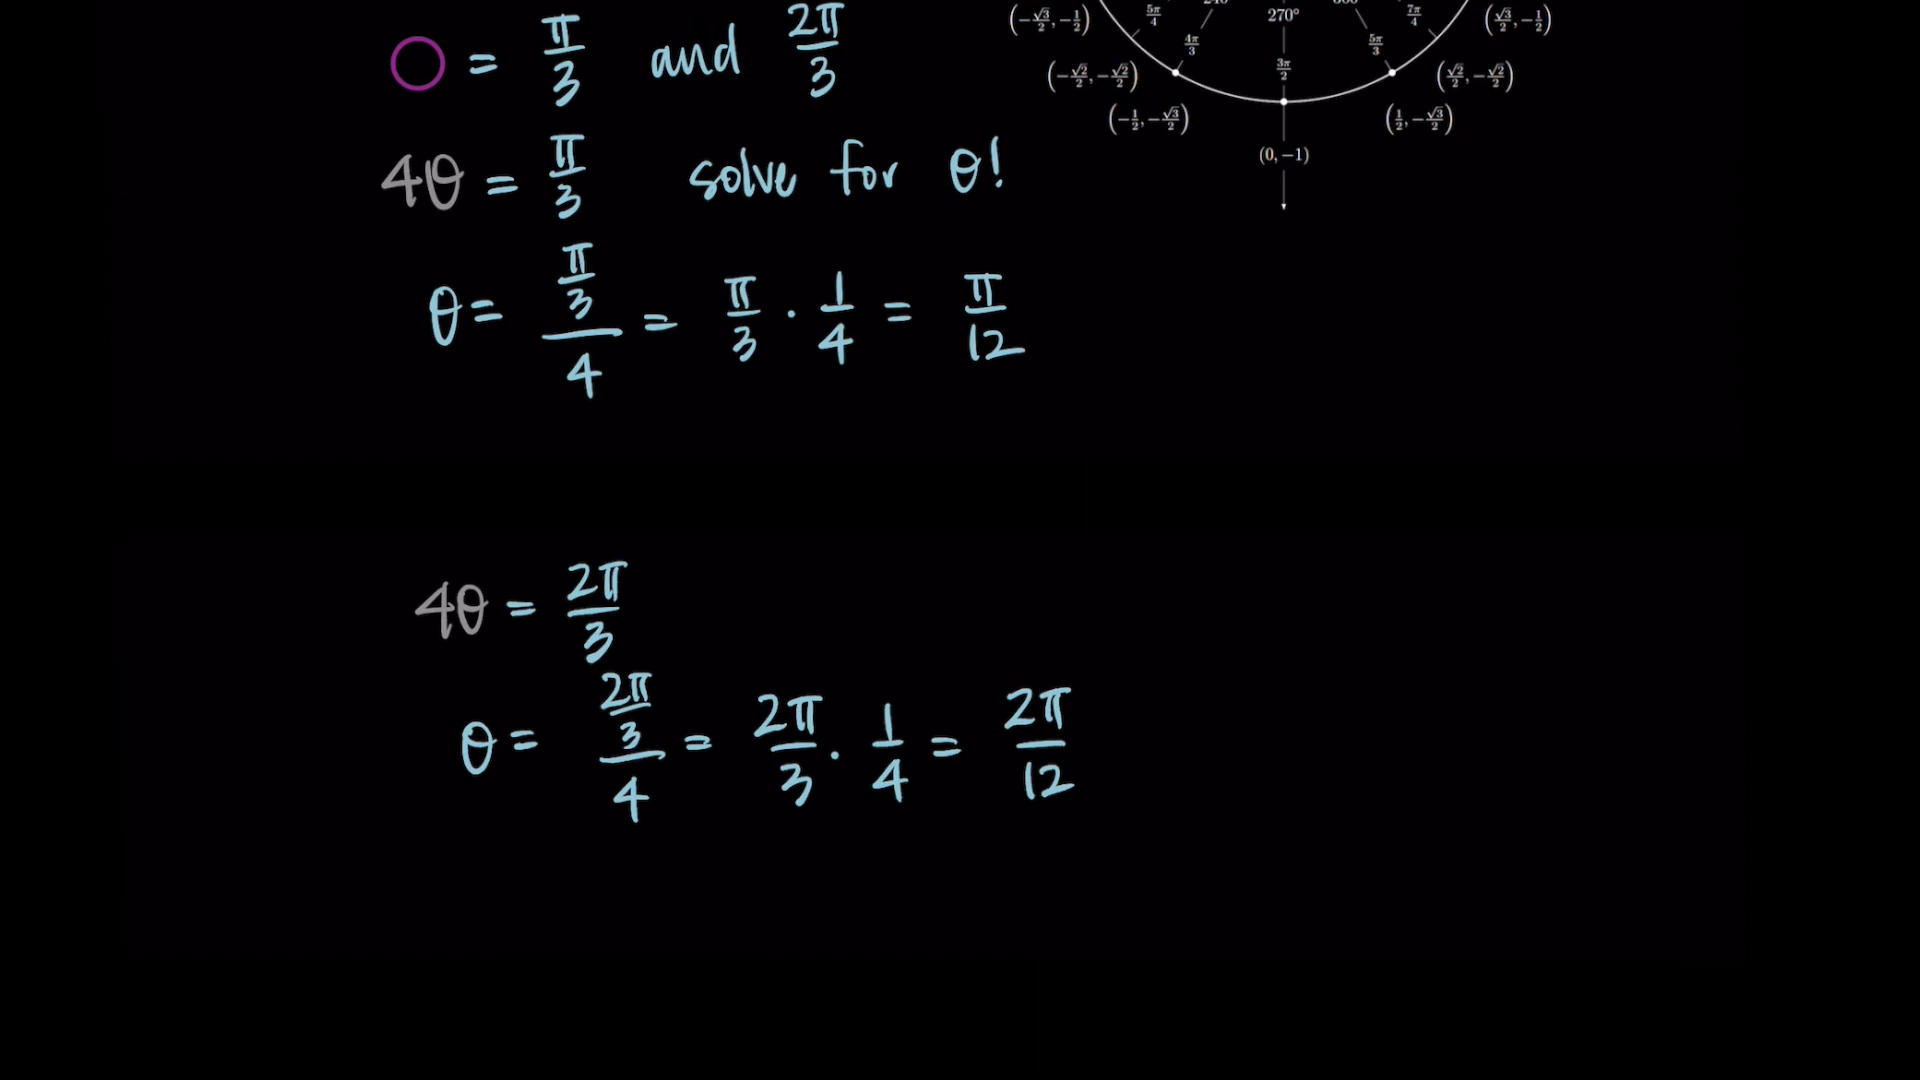 ○ = π/3 and 2π/3
4θ = π/3 solve for θ!
θ = (π/3)/4 = π/3 · 1/4 = π/12
4θ = 2π/3
θ = (2π/3)/4 = 2π/3 · 1/4 = 2π/12
(-√3/2, -1/2) 5π/4 270° 7π/4 (√3/2, -1/2)
4π/3 5π/3
(-√2/2, -√2/2) 3π/2 (√2/2, -√2/2)
(-1/2, -√3/2) (1/2, -√3/2)
(0, -1)